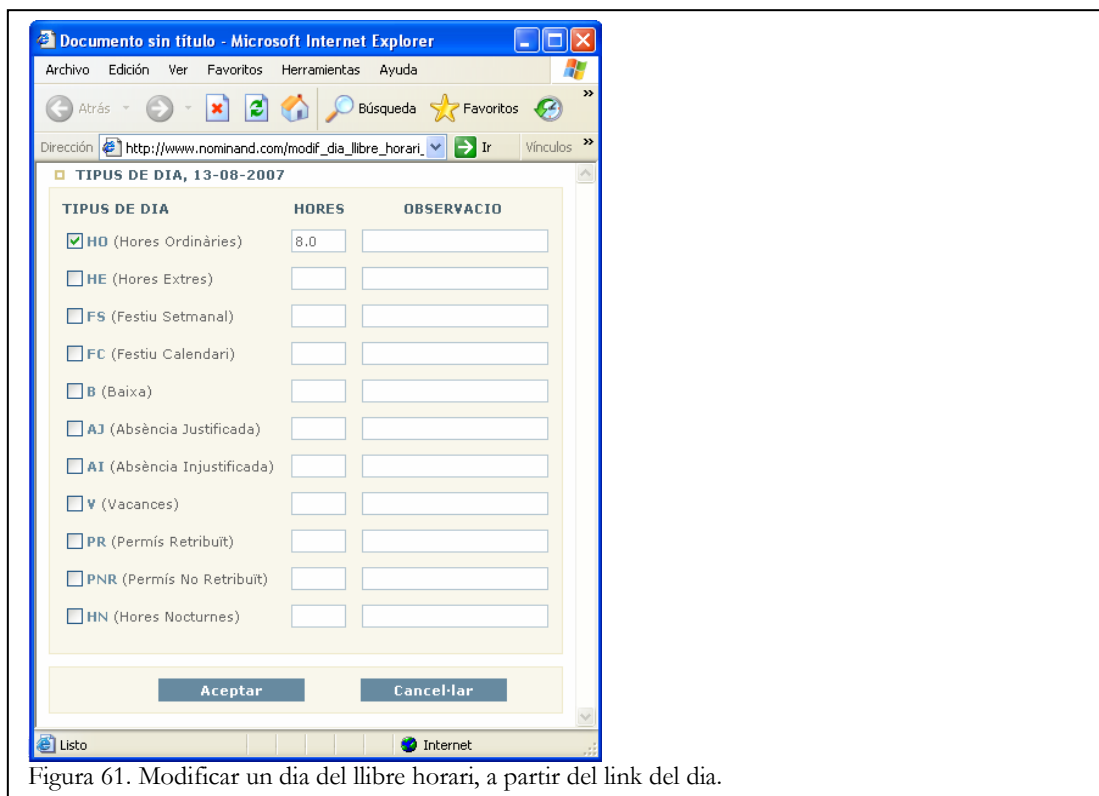 Documento sin título - Microsoft Internet Explorer
Archivo Edición Ver Favoritos Herramientas Ayuda
Atrás Búsqueda Favoritos »
Dirección http://www.nominand.com/modif_dia_llibre_horari_ Ir Vínculos »
TIPUS DE DIA, 13-08-2007
TIPUS DE DIA HORES OBSERVACIO
HO (Hores Ordinàries) 8.0
HE (Hores Extres)
FS (Festiu Setmanal)
FC (Festiu Calendari)
B (Baixa)
AJ (Absència Justificada)
AI (Absència Injustificada)
V (Vacances)
PR (Permís Retribuït)
PNR (Permís No Retribuït)
HN (Hores Nocturnes)
Aceptar Cancel·lar
Listo Internet
Figura 61. Modificar un dia del llibre horari, a partir del link del dia.